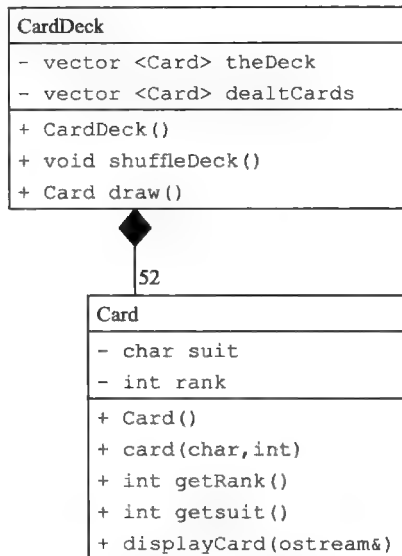 CardDeck
- vector <Card> theDeck
- vector <Card> dealtCards
+ CardDeck()
+ void shuffleDeck()
+ Card draw()
52
Card
- char suit
- int rank
+ Card()
+ card(char,int)
+ int getRank()
+ int getsuit()
+ displayCard(ostream&)